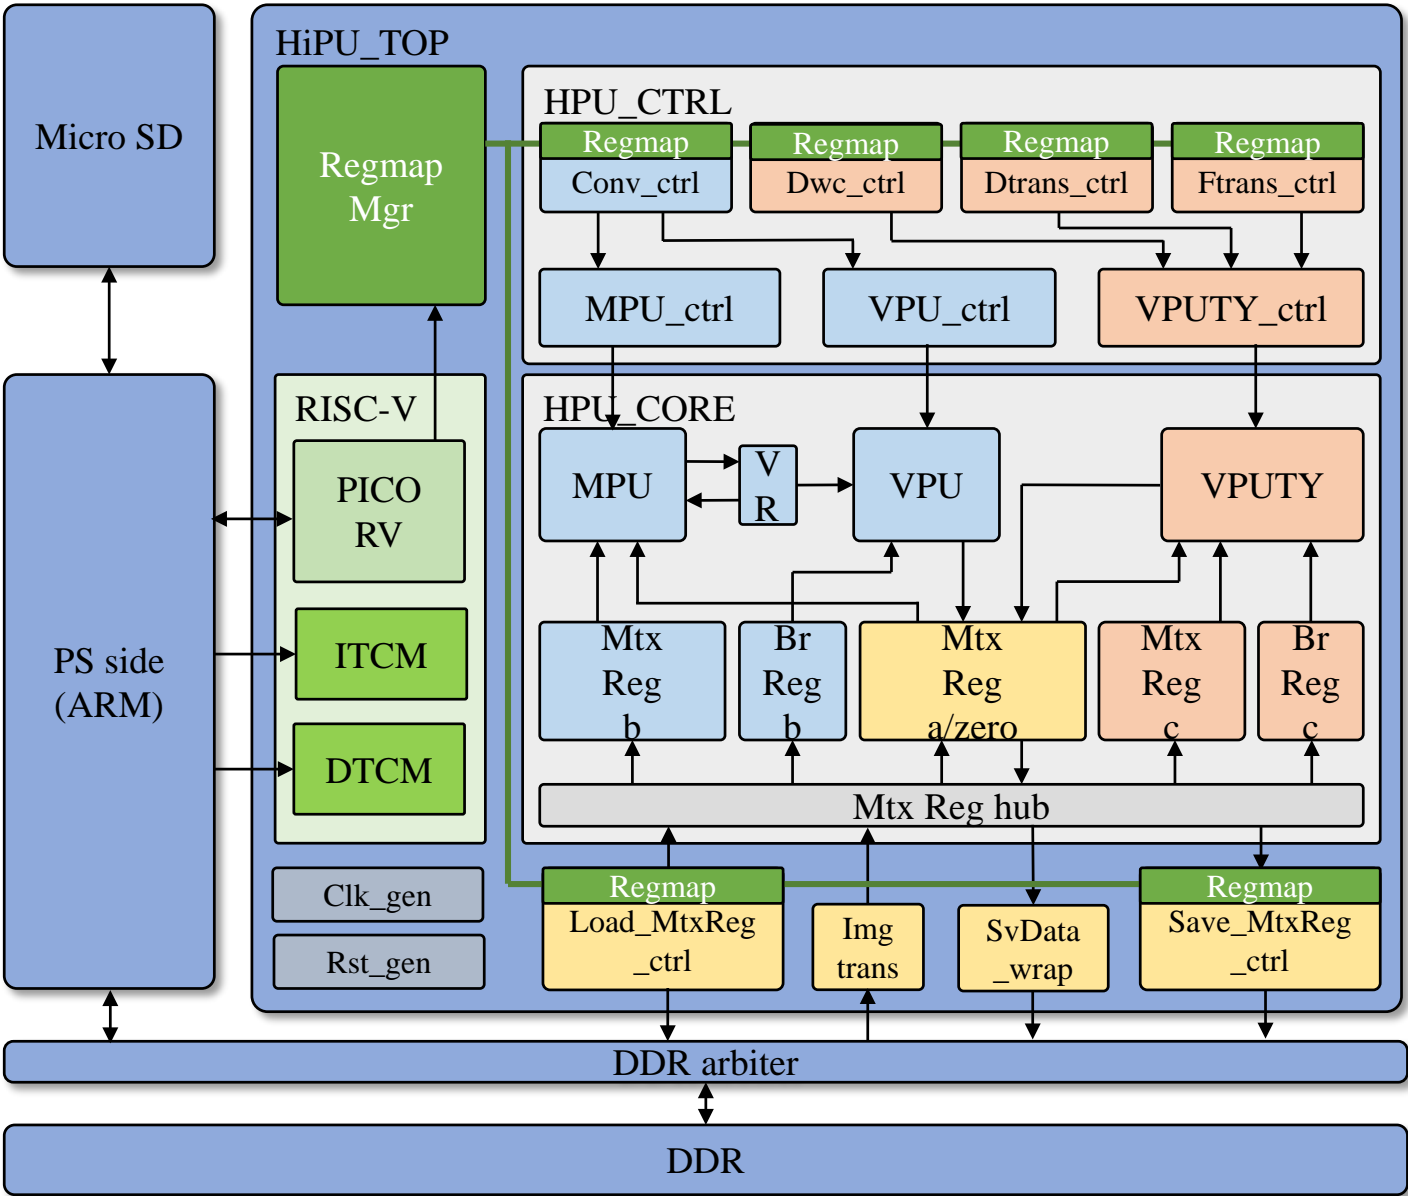 Micro SD
HiPU_TOP
Regmap
Mgr
HPU_CTRL
Regmap
Conv_ctrl
Regmap
Dwc_ctrl
Regmap
Dtrans_ctrl
Regmap
Ftrans_ctrl
MPU_ctrl
VPU_ctrl
VPUTY_ctrl
PS side
(ARM)
RISC-V
PICO
RV
ITCM
DTCM
HPU_CORE
MPU
V
R
VPU
VPUTY
Mtx
Reg
b
Br
Reg
b
Mtx
Reg
a/zero
Mtx
Reg
c
Br
Reg
c
Mtx Reg hub
Clk_gen
Rst_gen
Regmap
Load_MtxReg
_ctrl
Img
trans
SvData
_wrap
Regmap
Save_MtxReg
_ctrl
DDR arbiter
DDR